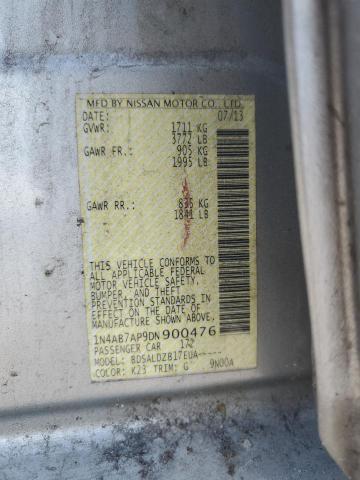 MFD BY NISSAN MOTOR CO., LTD.
DATE: 07/13
GVWR: 1711 KG
3772 LB
GAWR FR.: 905 KG
1995 LB
GAWR RR.: 835 KG
1841 LB
THIS VEHICLE CONFORMS TO
ALL APPLICABLE FEDERAL
MOTOR VEHICLE SAFETY,
BUMPER, AND THEFT
PREVENTION STANDARDS
IN EFFECT ON THE DATE OF
MANUFACTURE SHOWN ABOVE.
1N4AB7AP9DN900476
PASSENGER CAR 172
MODEL: BDSALDZB17EUA-----
COLOR: K23 TRIM: G 9N00A